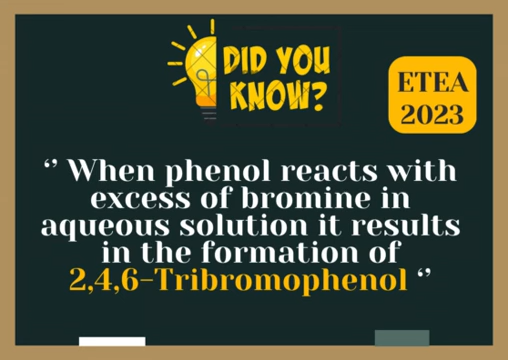 DID YOU
KNOW?
ETEA
2023
‘’ When phenol reacts with
excess of bromine in
aqueous solution it results
in the formation of
2,4,6-Tribromophenol ‘’